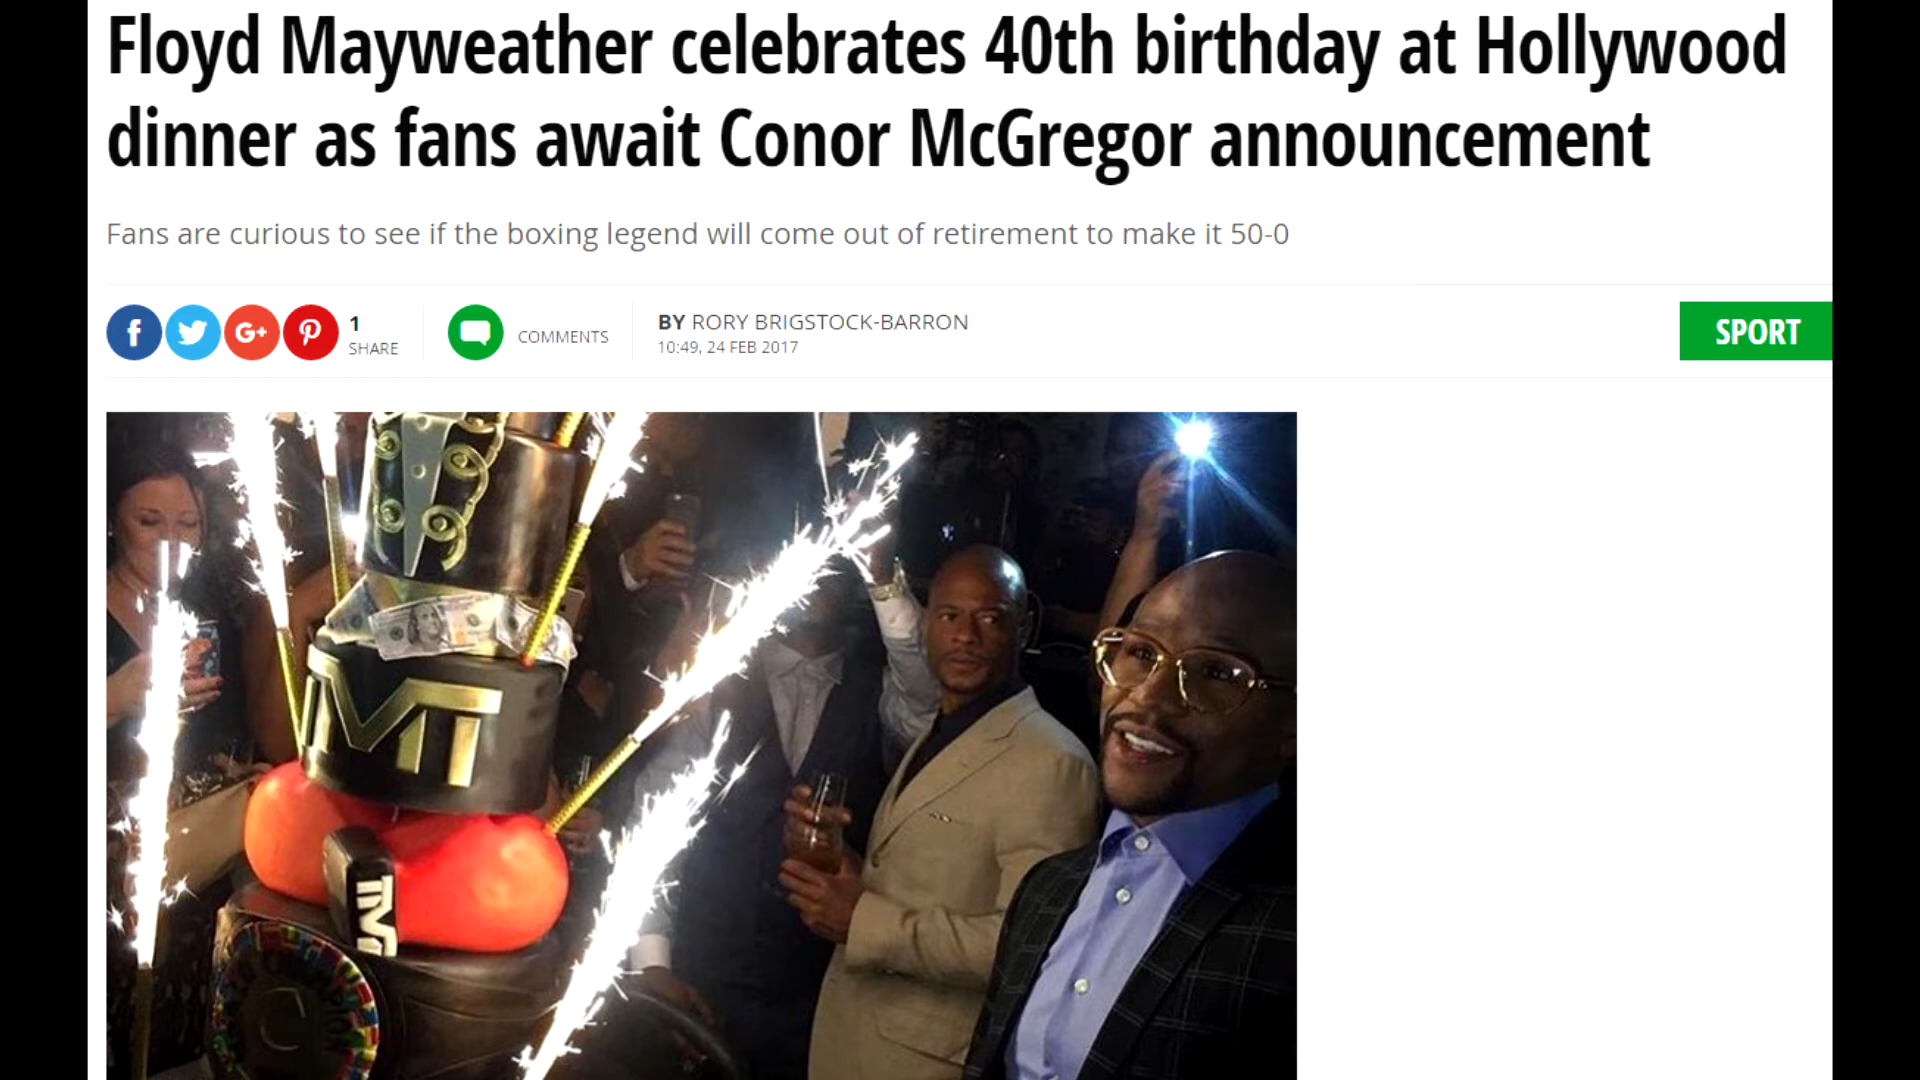 Floyd Mayweather celebrates 40th birthday at Hollywood
dinner as fans await Conor McGregor announcement
Fans are curious to see if the boxing legend will come out of retirement to make it 50-0
f
G+
1
SHARE
COMMENTS
BY RORY BRIGSTOCK-BARRON
10:49, 24 FEB 2017
SPORT
TMT
TMT